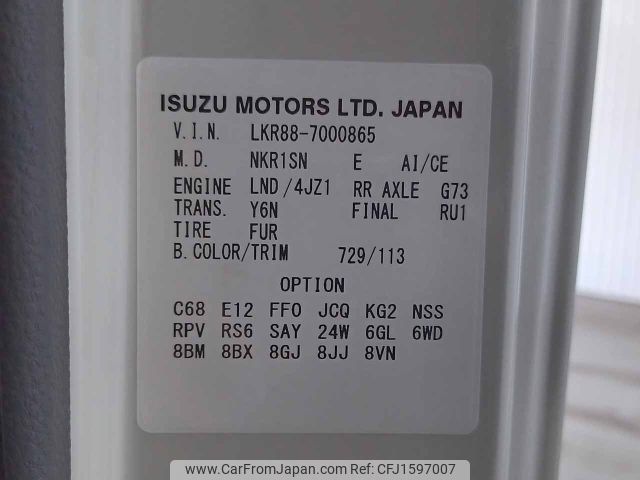 ISUZU MOTORS LTD. JAPAN
V.I.N. LKR88-7000865
M.D. NKR1SN E AI/CE
ENGINE LND/4JZ1 RR AXLE G73
TRANS. Y6N FINAL RU1
TIRE FUR
B.COLOR/TRIM 729/113
OPTION
C68 E12 FF0 JCQ KG2 NSS
RPV RS6 SAY 24W 6GL 6WD
8BM 8BX 8GJ 8JJ 8VN
www.CarFromJapan.com Photo ID: CFJ1597007